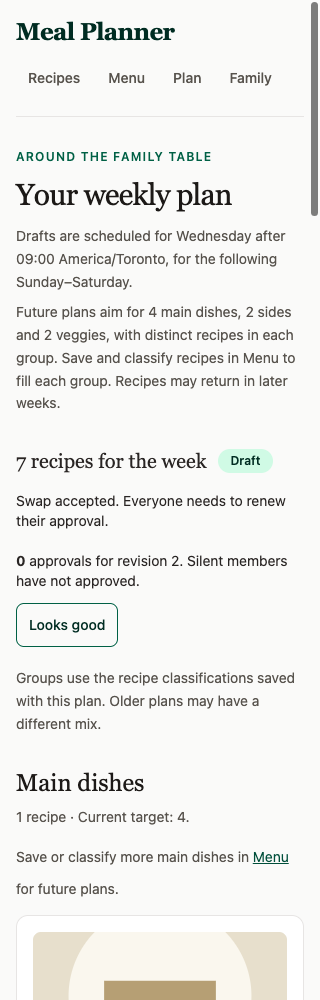 Meal Planner
Recipes Menu Plan Family
AROUND THE FAMILY TABLE
Your weekly plan
Drafts are scheduled for Wednesday after
09:00 America/Toronto, for the following
Sunday–Saturday.
Future plans aim for 4 main dishes, 2 sides
and 2 veggies, with distinct recipes in each
group. Save and classify recipes in Menu to
fill each group. Recipes may return in later
weeks.
7 recipes for the week Draft
Swap accepted. Everyone needs to renew
their approval.
0 approvals for revision 2. Silent members
have not approved.
Looks good
Groups use the recipe classifications saved
with this plan. Older plans may have a
different mix.
Main dishes
1 recipe · Current target: 4.
Save or classify more main dishes in Menu
for future plans.